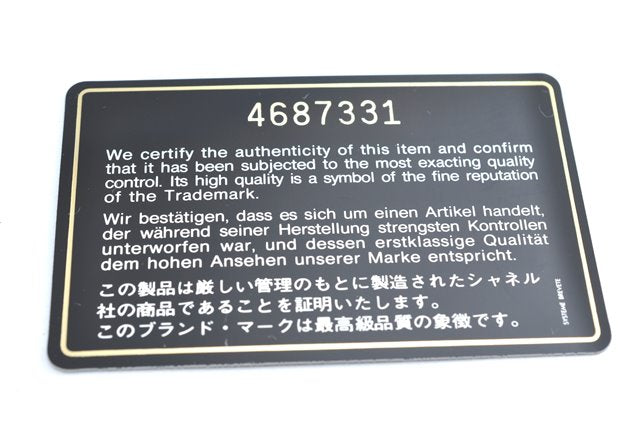 4687331
We certify the authenticity of this item and confirm
that it has been subjected to the most exacting quality
control. Its high quality is a symbol of the fine reputation
of the Trademark.
Wir bestätigen, dass es sich um einen Artikel handelt,
der während seiner Herstellung strengsten Kontrollen
unterworfen war, und dessen erstklassige Qualität
dem hohen Ansehen unserer Marke entspricht.
この製品は厳しい管理のもとに製造されたシャネル
社の商品であることを証明いたします。
このブランド・マークは最高級品質の象徴です。
SYSTEME BREVETE